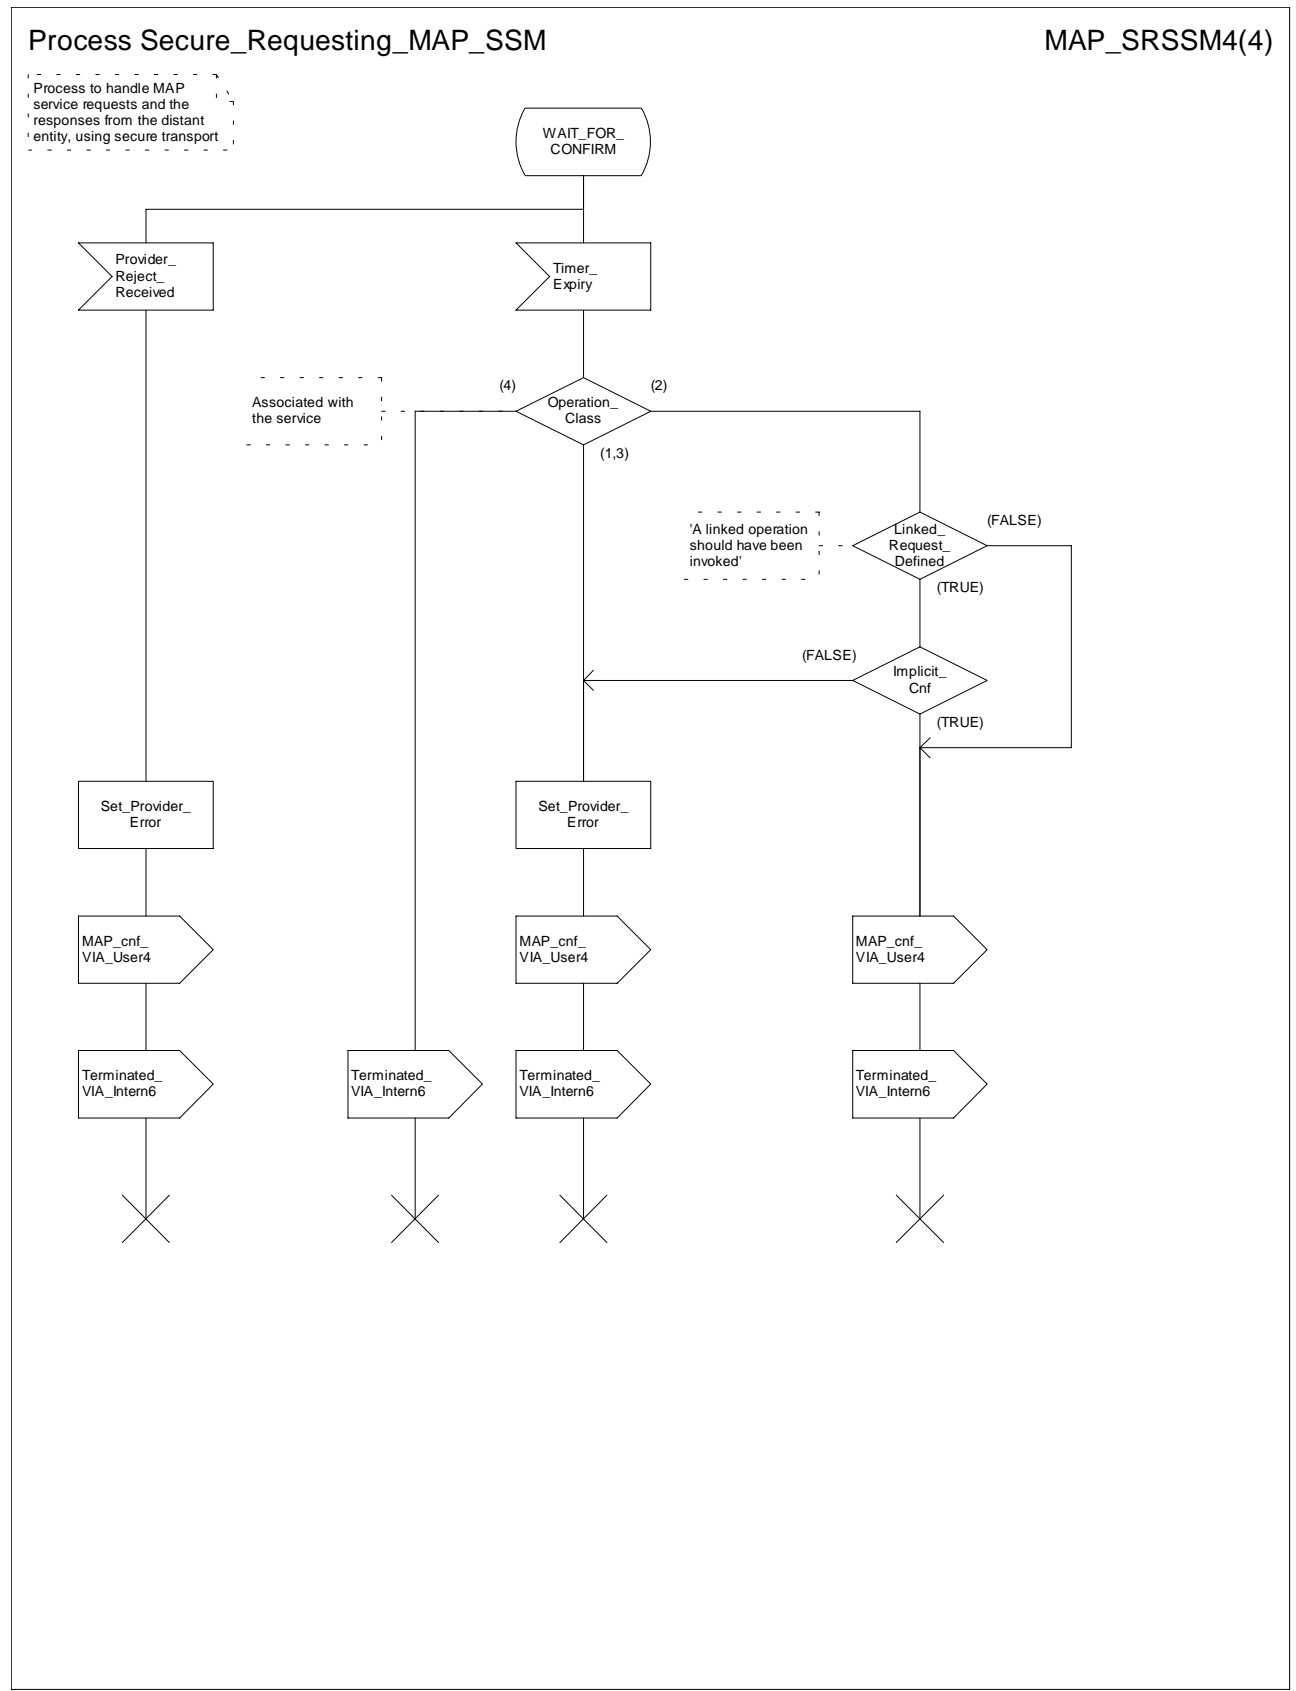 Process Secure_Requesting_MAP_SSM
MAP_SRSSM4(4)
Process to handle MAP
service requests and the
responses from the distant
entity, using secure transport
WAIT_FOR_
CONFIRM
Provider_
Reject_
Received
Timer_
Expiry
Associated with
the service
(4)
Operation_
Class
(2)
(1,3)
'A linked operation
should have been
invoked'
Linked_
Request_
Defined
(FALSE)
(TRUE)
(FALSE)
Implicit_
Cnf
(TRUE)
Set_Provider_
Error
Set_Provider_
Error
MAP_cnf_
VIA_User4
MAP_cnf_
VIA_User4
MAP_cnf_
VIA_User4
Terminated_
VIA_Intern6
Terminated_
VIA_Intern6
Terminated_
VIA_Intern6
Terminated_
VIA_Intern6